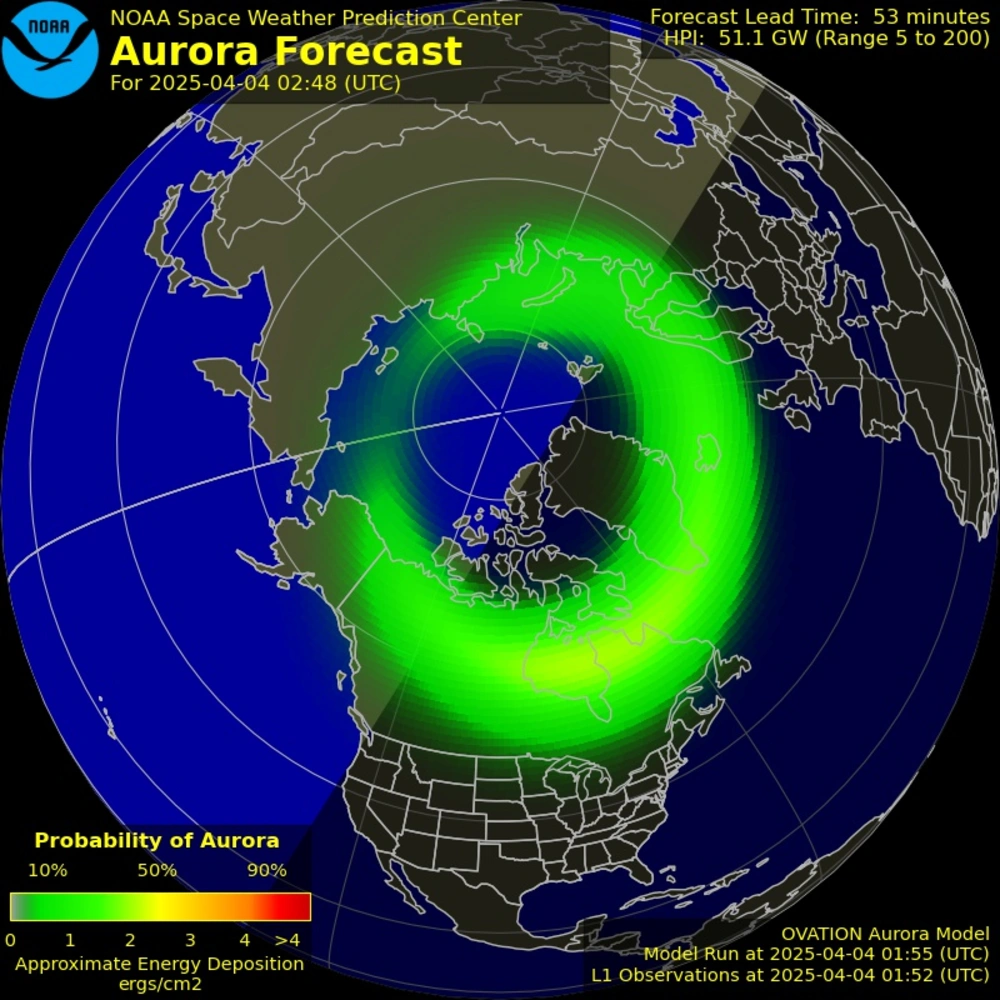 NOAA
NOAA Space Weather Prediction Center
Aurora Forecast
For 2025-04-04 02:48 (UTC)
Forecast Lead Time: 53 minutes
HPI: 51.1 GW (Range 5 to 200)
Probability of Aurora
10% 50% 90%
0 1 2 3 4 >4
Approximate Energy Deposition
ergs/cm2
OVATION Aurora Model
Model Run at 2025-04-04 01:55 (UTC)
L1 Observations at 2025-04-04 01:52 (UTC)